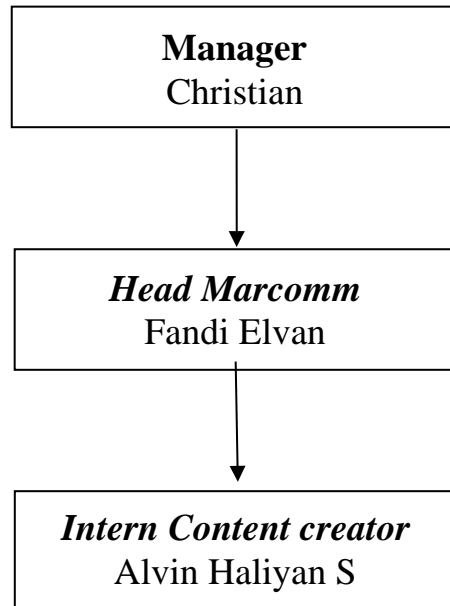 Manager
Christian
Head Marcomm
Fandi Elvan
Intern Content creator
Alvin Haliyan S